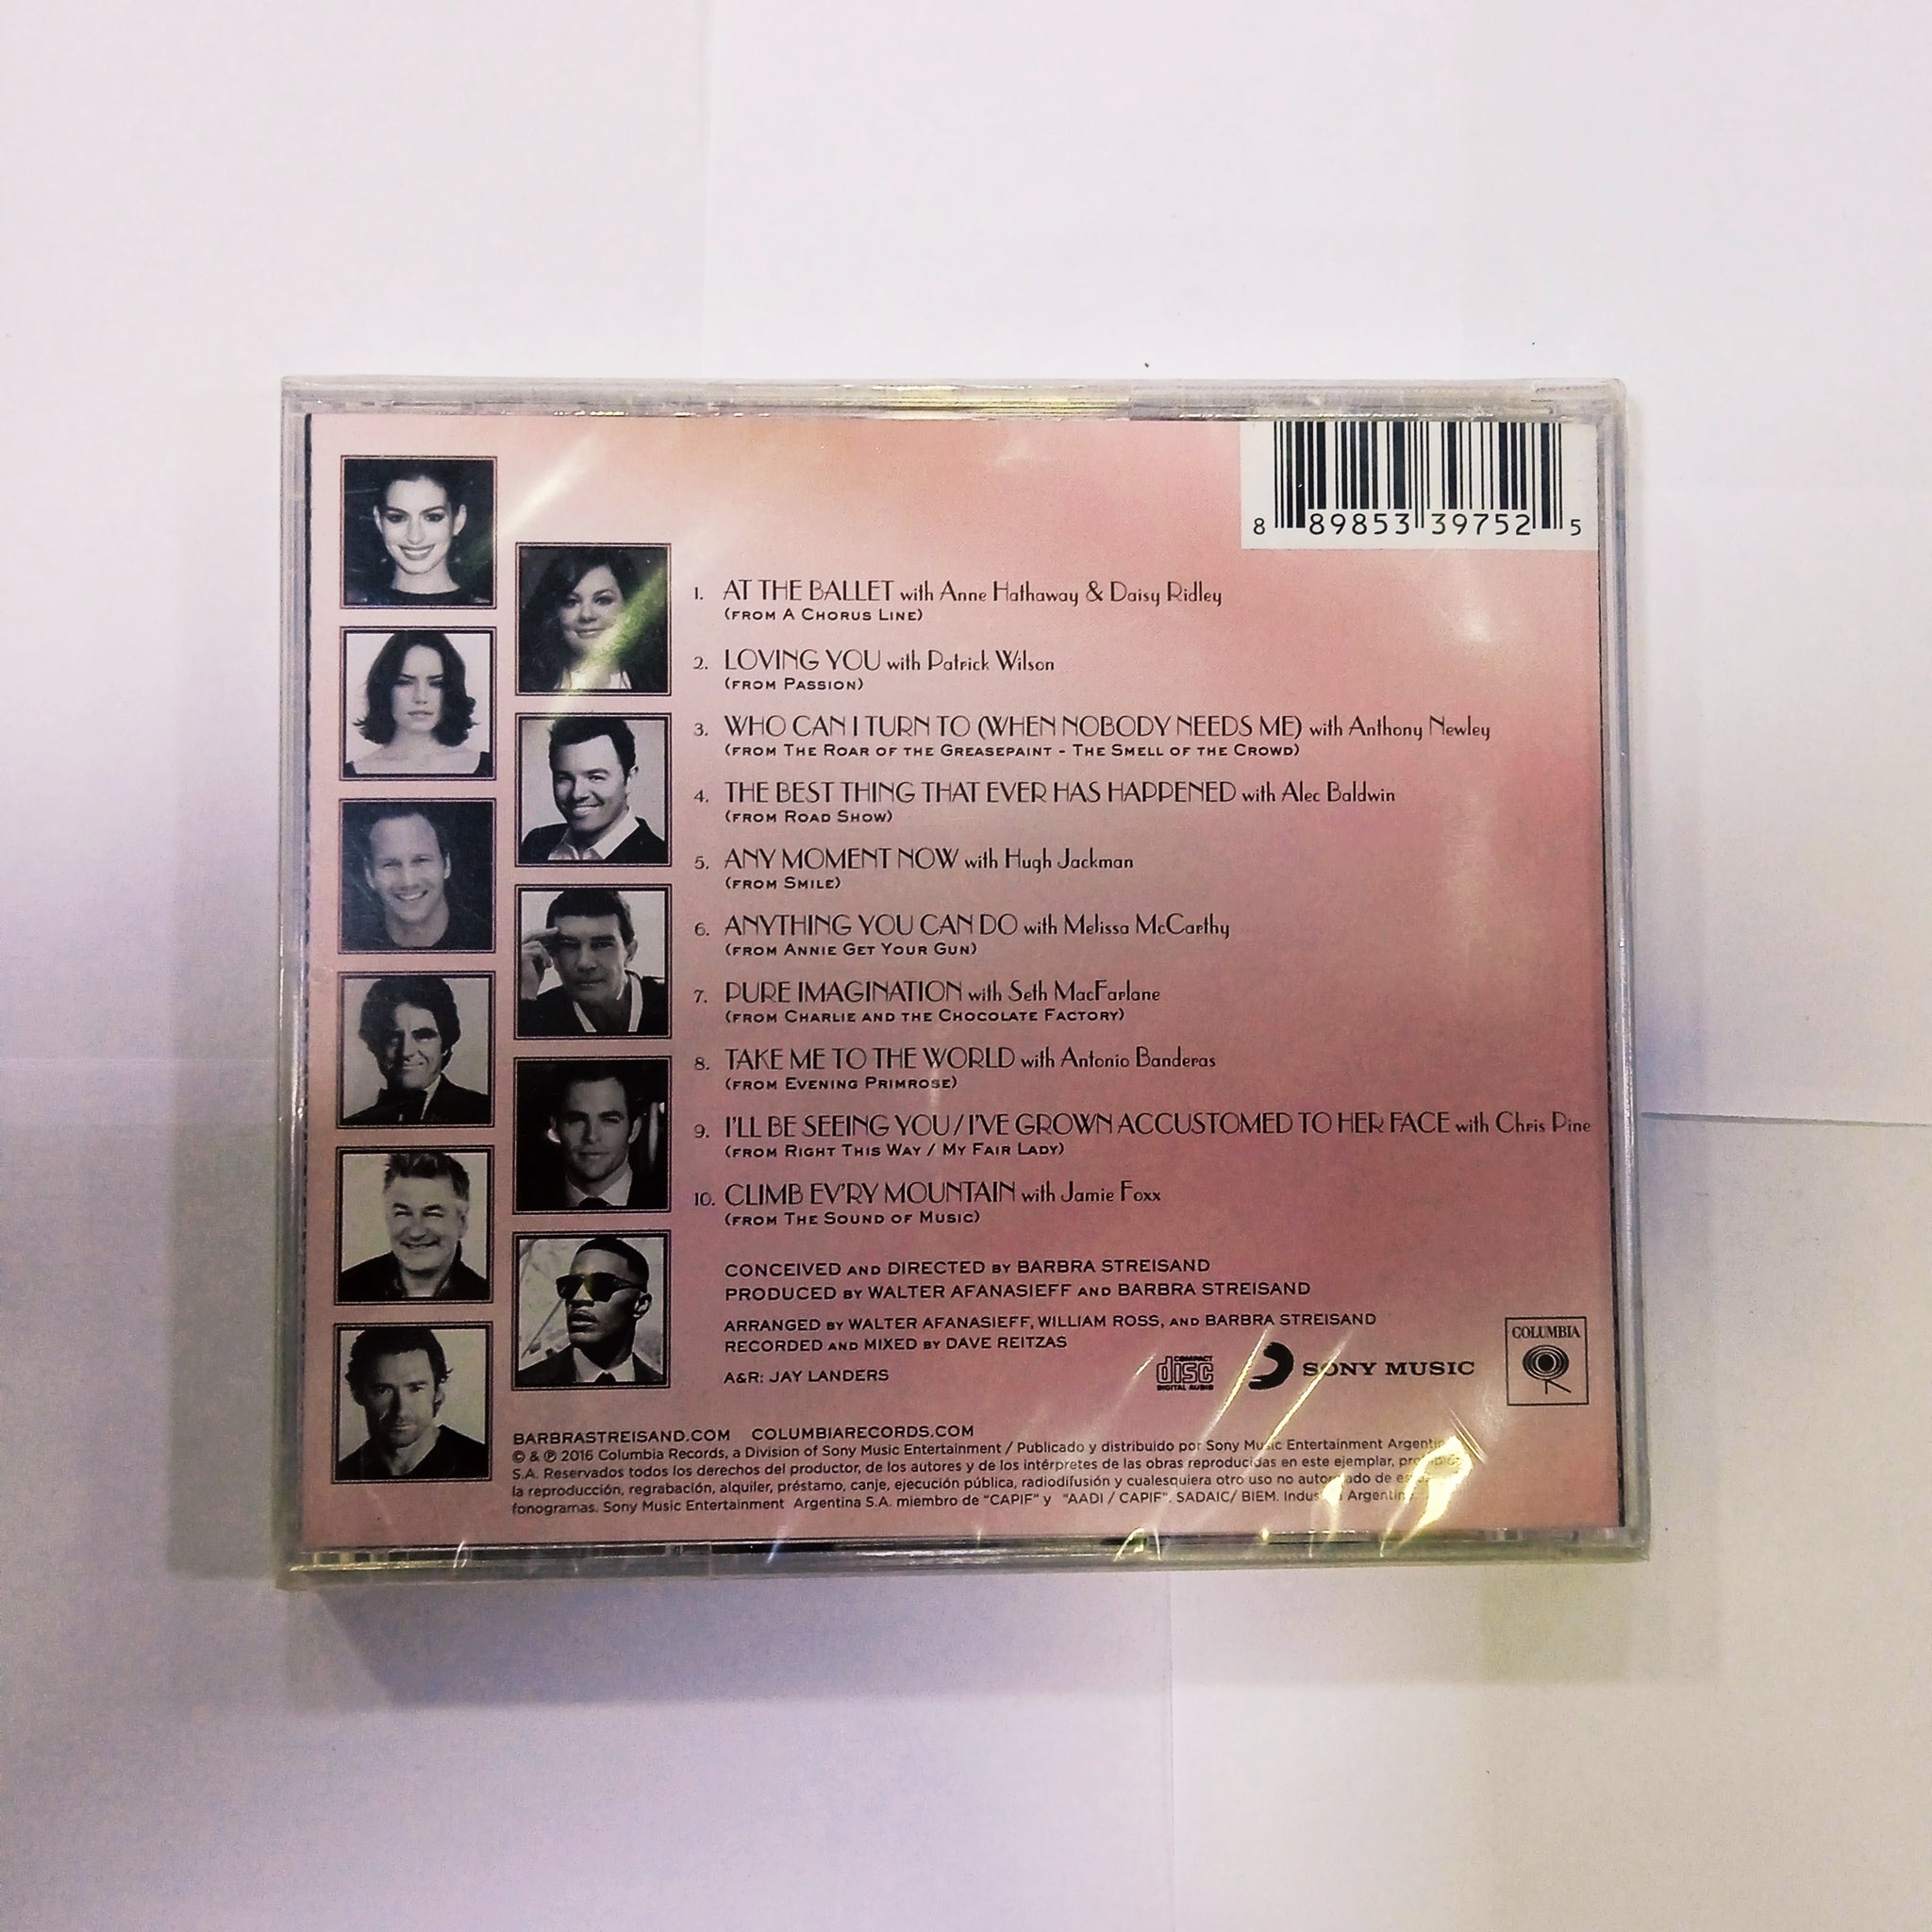 8 89853 39752 5
1. AT THE BALLET with Anne Hathaway & Daisy Ridley
(FROM A CHORUS LINE)
2. LOVING YOU with Patrick Wilson
(FROM PASSION)
3. WHO CAN I TURN TO (WHEN NOBODY NEEDS ME) with Anthony Newley
(FROM THE ROAR OF THE GREASEPAINT - THE SMELL OF THE CROWD)
4. THE BEST THING THAT EVER HAS HAPPENED with Alec Baldwin
(FROM ROAD SHOW)
5. ANY MOMENT NOW with Hugh Jackman
(FROM SMILE)
6. ANYTHING YOU CAN DO with Melissa McCarthy
(FROM ANNIE GET YOUR GUN)
7. PURE IMAGINATION with Seth MacFarlane
(FROM CHARLIE AND THE CHOCOLATE FACTORY)
8. TAKE ME TO THE WORLD with Antonio Banderas
(FROM EVENING PRIMROSE)
9. I'LL BE SEEING YOU / I'VE GROWN ACCUSTOMED TO HER FACE with Chris Pine
(FROM RIGHT THIS WAY / MY FAIR LADY)
10. CLIMB EV'RY MOUNTAIN with Jamie Foxx
(FROM THE SOUND OF MUSIC)
CONCEIVED AND DIRECTED BY BARBRA STREISAND
PRODUCED BY WALTER AFANASIEFF AND BARBRA STREISAND
ARRANGED BY WALTER AFANASIEFF, WILLIAM ROSS, AND BARBRA STREISAND
RECORDED AND MIXED BY DAVE REITZAS
A&R: JAY LANDERS
COMPACT disc DIGITAL AUDIO
SONY MUSIC
COLUMBIA
BARBRASTREISAND.COM COLUMBIARECORDS.COM
© & ℗ 2016 Columbia Records, a Division of Sony Music Entertainment / Publicado y distribuido por Sony Music Entertainment Argentina
S.A. Reservados todos los derechos del productor, de los autores y de los intérpretes de las obras reproducidas en este ejemplar,
la reproducción, regrabación, alquiler, préstamo, canje, ejecución pública, radiodifusión y cualesquiera otro uso no autorizado de
fonogramas. Sony Music Entertainment Argentina S.A. miembro de "CAPIF" y "AADI / CAPIF". SADAIC/ BIEM. Industria Argentina.